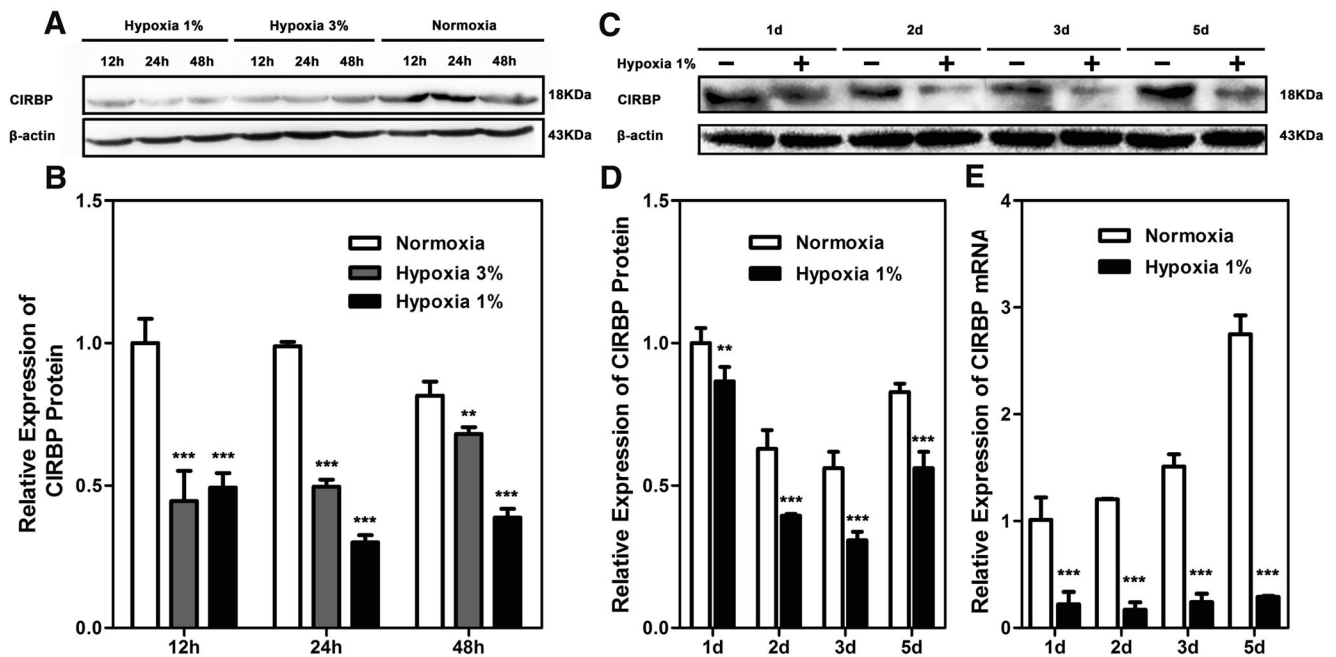 A
Hypoxia 1% Hypoxia 3% Normoxia
12h 24h 48h 12h 24h 48h 12h 24h 48h
CIRBP 18KDa
β-actin 43KDa
C
1d 2d 3d 5d
Hypoxia 1% − + − + − + − +
CIRBP 18KDa
β-actin 43KDa
B
Relative Expression of
CIRBP Protein
1.5
1.0
0.5
0.0
Normoxia
Hypoxia 3%
Hypoxia 1%
*** ***
*** ***
** ***
12h 24h 48h
D
Relative Expression of CIRBP Protein
1.5
1.0
0.5
0.0
Normoxia
Hypoxia 1%
** *** *** ***
1d 2d 3d 5d
E
Relative Expression of CIRBP mRNA
4
3
2
1
0
Normoxia
Hypoxia 1%
*** *** *** ***
1d 2d 3d 5d